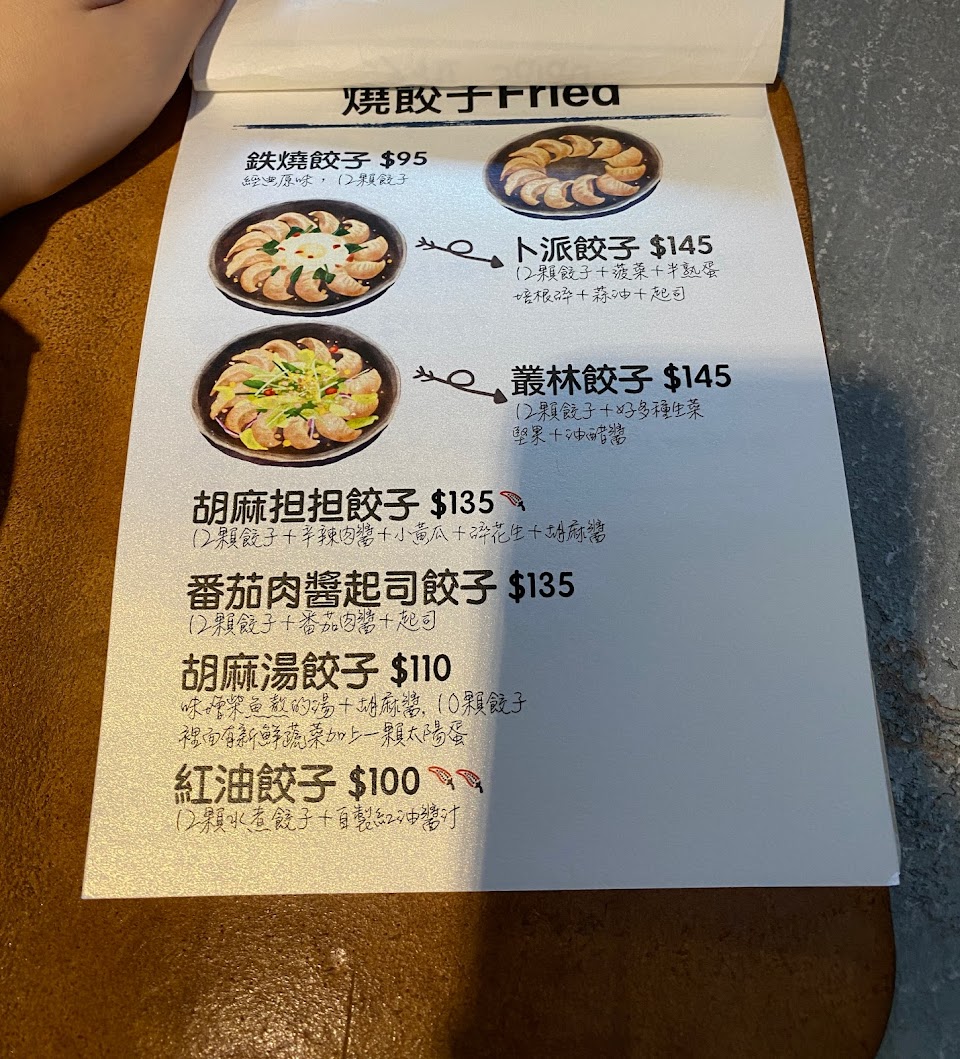 燒餃子Fried
鉄燒餃子 $95
經典原味，12顆餃子
卜派餃子 $145
12顆餃子+菠菜+半熟蛋
培根碎+蒜油+起司
叢林餃子 $145
12顆餃子+好多種生菜
堅果+油醋醬
胡麻担担餃子 $135
12顆餃子+辛辣肉醬+小黃瓜+碎花生+胡麻醬
番茄肉醬起司餃子 $135
12顆餃子+番茄肉醬+起司
胡麻湯餃子 $110
味噌柴魚熬的湯+胡麻醬, 10顆餃子
裡面有新鮮蔬菜加上一顆太陽蛋
紅油餃子 $100
12顆水煮餃子+自製紅油醬汁